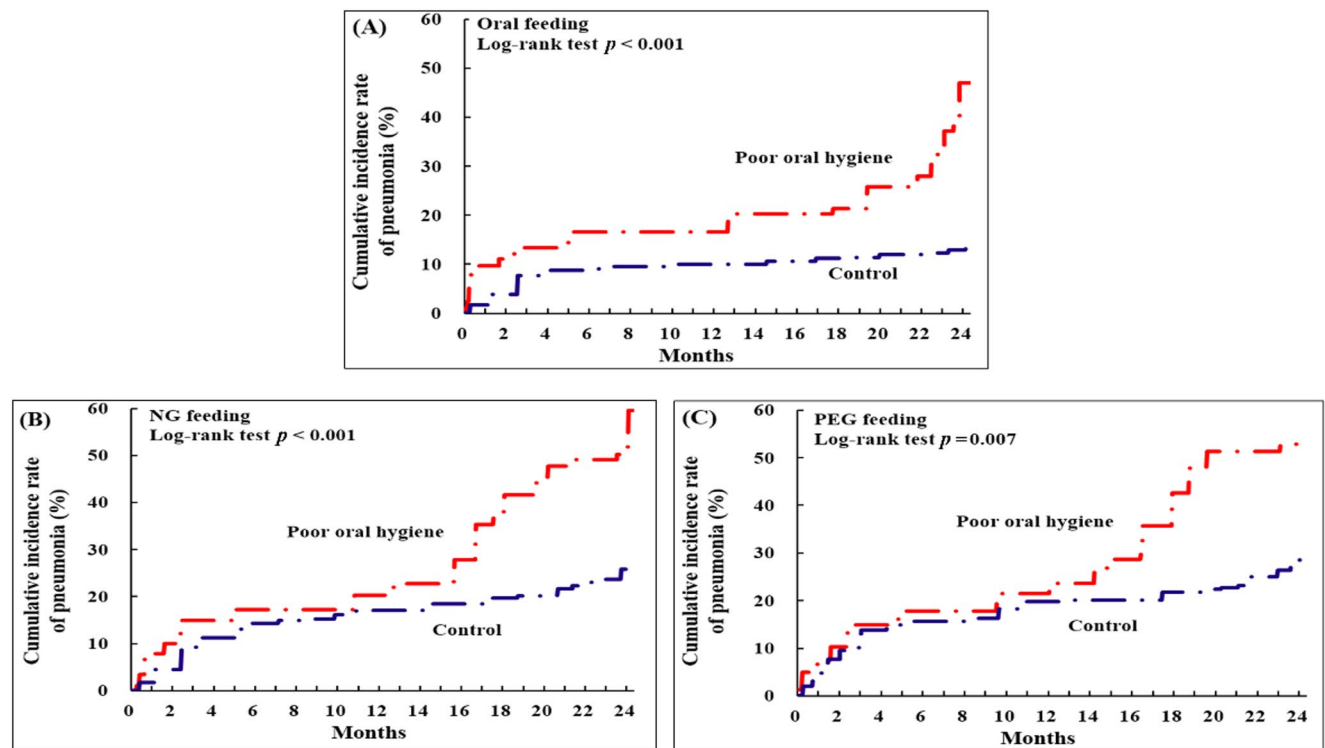 (A)
Oral feeding
Log-rank test p < 0.001
Cumulative incidence rate
of pneumonia (%)
60
50
40
30
20
10
0
Poor oral hygiene
Control
0 2 4 6 8 10 12 14 16 18 20 22 24
Months
(B)
NG feeding
Log-rank test p < 0.001
Cumulative incidence rate
of pneumonia (%)
60
50
40
30
20
10
0
Poor oral hygiene
Control
0 2 4 6 8 10 12 14 16 18 20 22 24
Months
(C)
PEG feeding
Log-rank test p = 0.007
Cumulative incidence rate
of pneumonia (%)
60
50
40
30
20
10
0
Poor oral hygiene
Control
0 2 4 6 8 10 12 14 16 18 20 22 24
Months